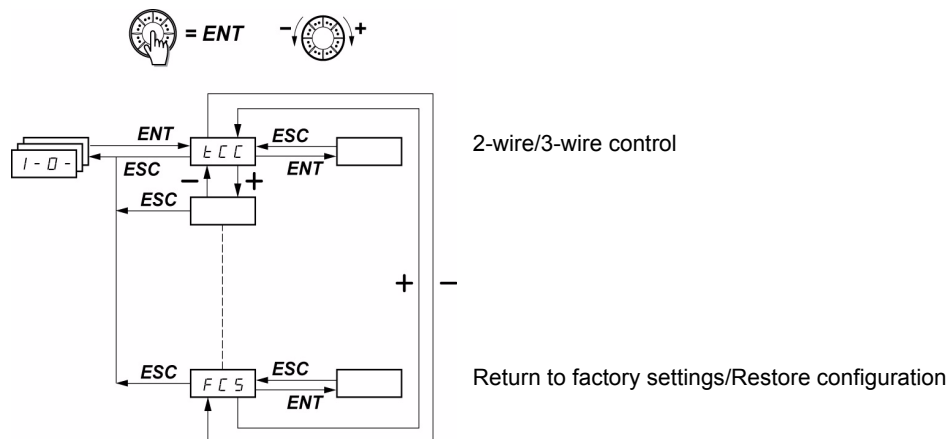 = ENT - +
ENT ESC 2-wire/3-wire control
I-O- tCC
ESC ENT
- +
ESC
+ -
ESC ESC Return to factory settings/Restore configuration
FCS
ENT